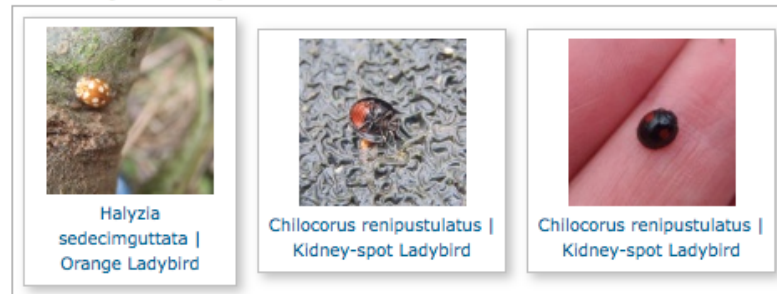 Halyzia
sedecimguttata |
Orange Ladybird
Chilocorus renipustulatus |
Kidney-spot Ladybird
Chilocorus renipustulatus |
Kidney-spot Ladybird